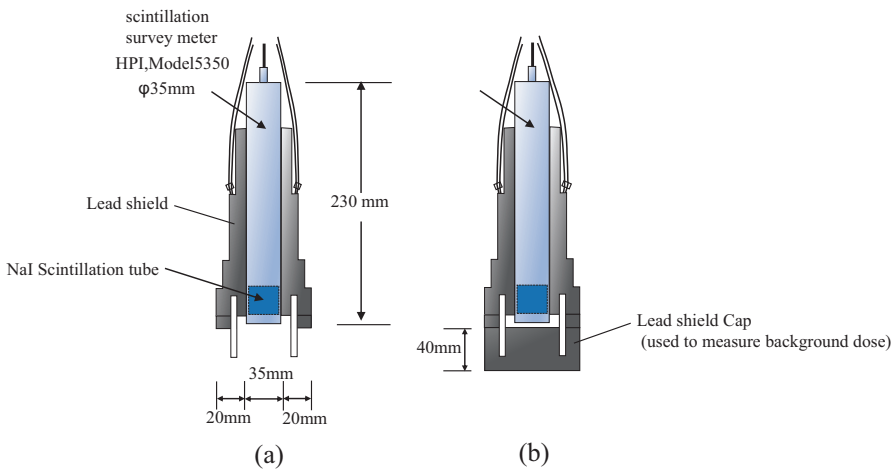 scintillation
survey meter
HPI,Model5350
φ35mm
Lead shield
NaI Scintillation tube
230 mm
35mm
20mm
20mm
(a)
40mm
Lead shield Cap
(used to measure background dose)
(b)